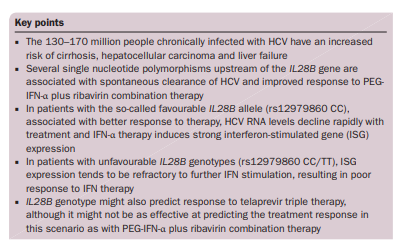 Key points
▪ The 130–170 million people chronically infected with HCV have an increased
risk of cirrhosis, hepatocellular carcinoma and liver failure
▪ Several single nucleotide polymorphisms upstream of the IL28B gene are
associated with spontaneous clearance of HCV and improved response to PEG-
IFN-α plus ribavirin combination therapy
▪ In patients with the so-called favourable IL28B allele (rs12979860 CC),
associated with better response to therapy, HCV RNA levels decline rapidly with
treatment and IFN-α therapy induces strong interferon-stimulated gene (ISG)
expression
▪ In patients with unfavourable IL28B genotypes (rs12979860 CC/TT), ISG
expression tends to be refractory to further IFN stimulation, resulting in poor
response to IFN therapy
▪ IL28B genotype might also predict response to telaprevir triple therapy,
although it might not be as effective at predicting the treatment response in
this scenario as with PEG-IFN-α plus ribavirin combination therapy